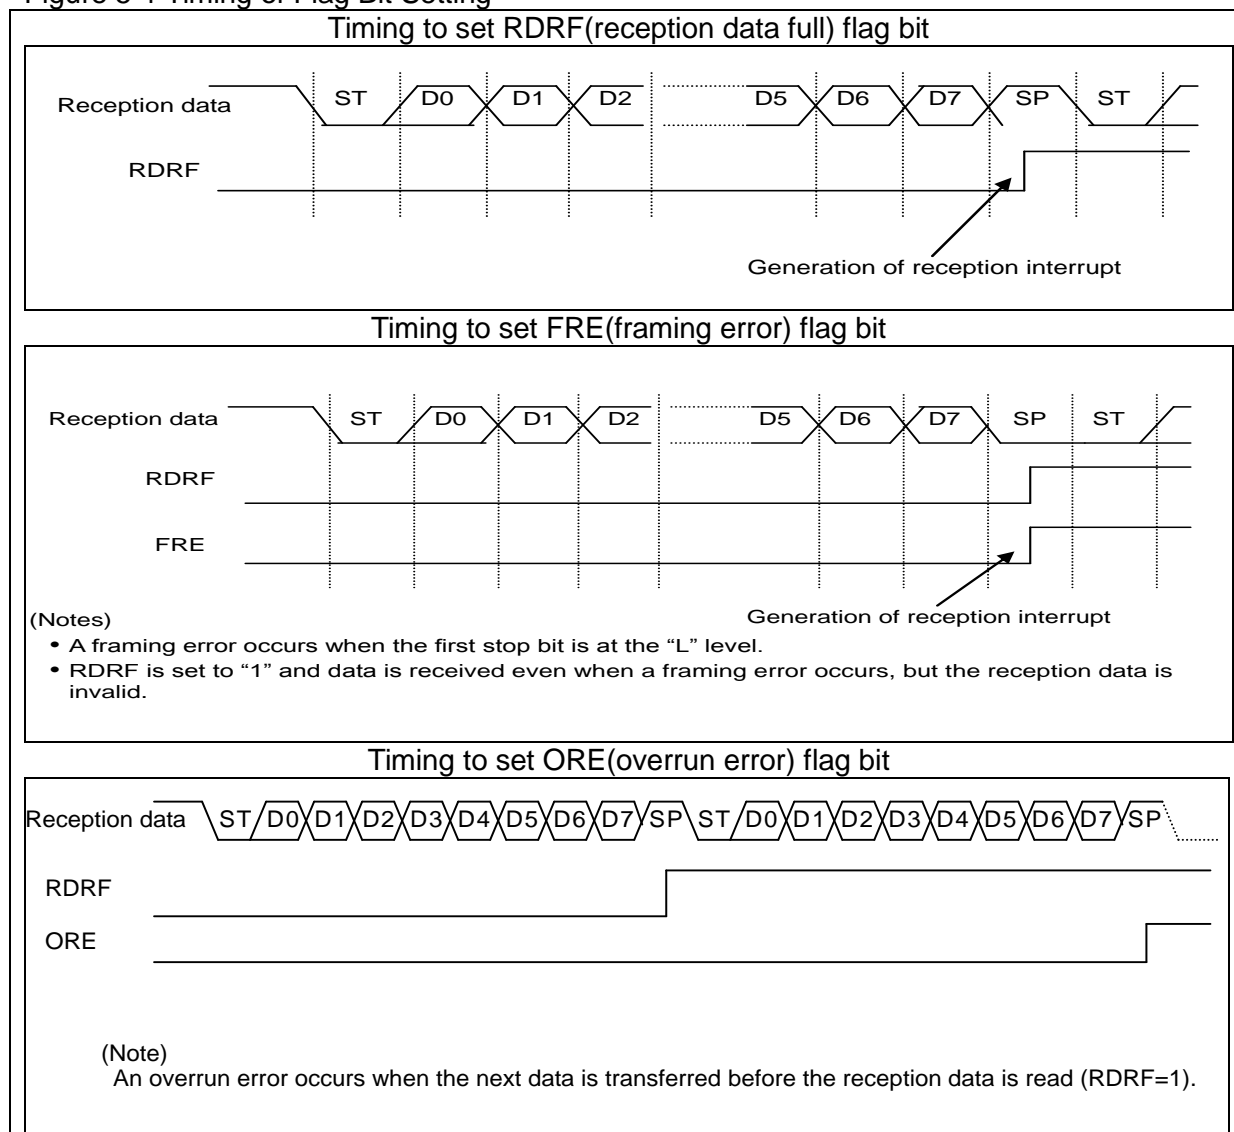 Timing to set RDRF(reception data full) flag bit
Reception data ST D0 D1 D2 D5 D6 D7 SP ST
RDRF
Generation of reception interrupt
Timing to set FRE(framing error) flag bit
Reception data ST D0 D1 D2 D5 D6 D7 SP ST
RDRF
FRE
Generation of reception interrupt
(Notes)
• A framing error occurs when the first stop bit is at the “L” level.
• RDRF is set to “1” and data is received even when a framing error occurs, but the reception data is
invalid.
Timing to set ORE(overrun error) flag bit
Reception data ST D0 D1 D2 D3 D4 D5 D6 D7 SP ST D0 D1 D2 D3 D4 D5 D6 D7 SP
RDRF
ORE
(Note)
An overrun error occurs when the next data is transferred before the reception data is read (RDRF=1).